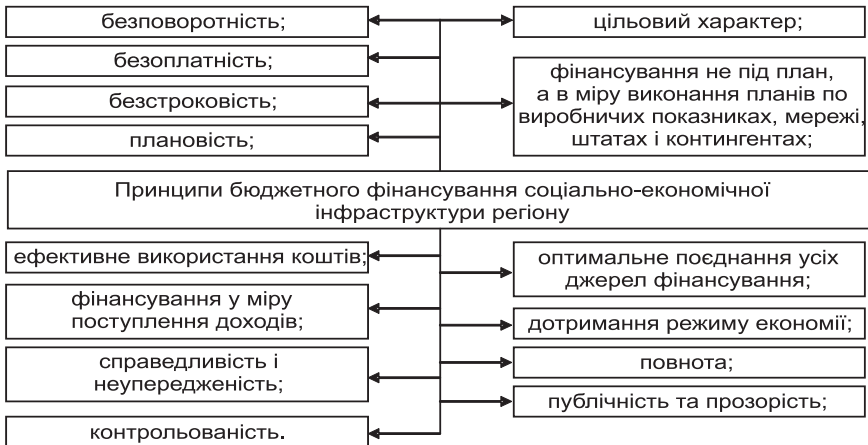 безповоротність;
цільовий характер;
безоплатність;
фінансування не під план,
а в міру виконання планів по
виробничих показниках, мережі,
штатах і контингентах;
безстроковість;
плановість;
Принципи бюджетного фінансування соціально-економічної
інфраструктури регіону
ефективне використання коштів;
оптимальне поєднання усіх
джерел фінансування;
фінансування у міру
поступлення доходів;
дотримання режиму економії;
справедливість і
неупередженість;
повнота;
публічність та прозорість;
контрольованість.